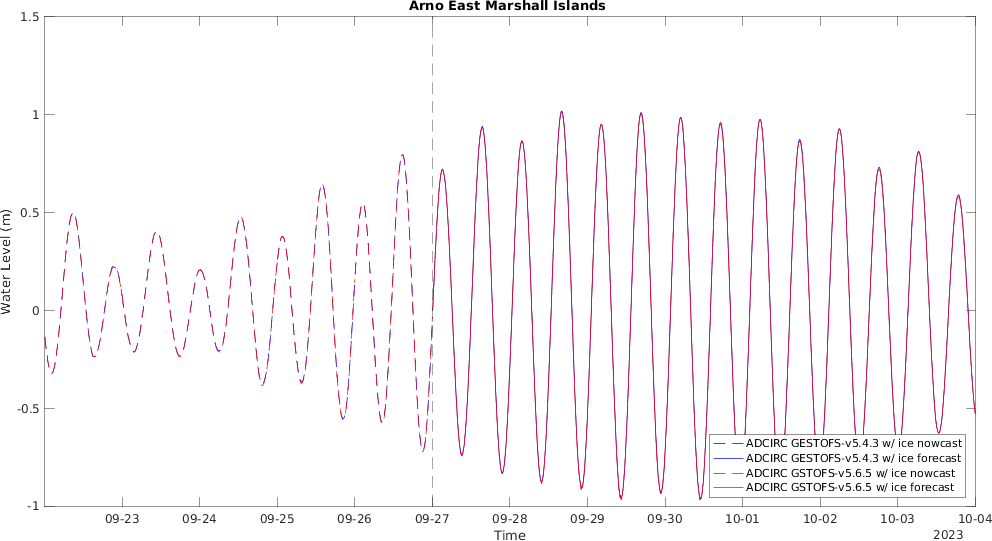 Arno East Marshall Islands
1.5
1
0.5
0
-0.5
-1
Water Level (m)
ADCIRC GESTOFS-v5.4.3 w/ ice nowcast
ADCIRC GESTOFS-v5.4.3 w/ ice forecast
ADCIRC GSTOFS-v5.6.5 w/ ice nowcast
ADCIRC GSTOFS-v5.6.5 w/ ice forecast
09-23 09-24 09-25 09-26 09-27 09-28 09-29 09-30 10-01 10-02 10-03 10-04
Time
2023